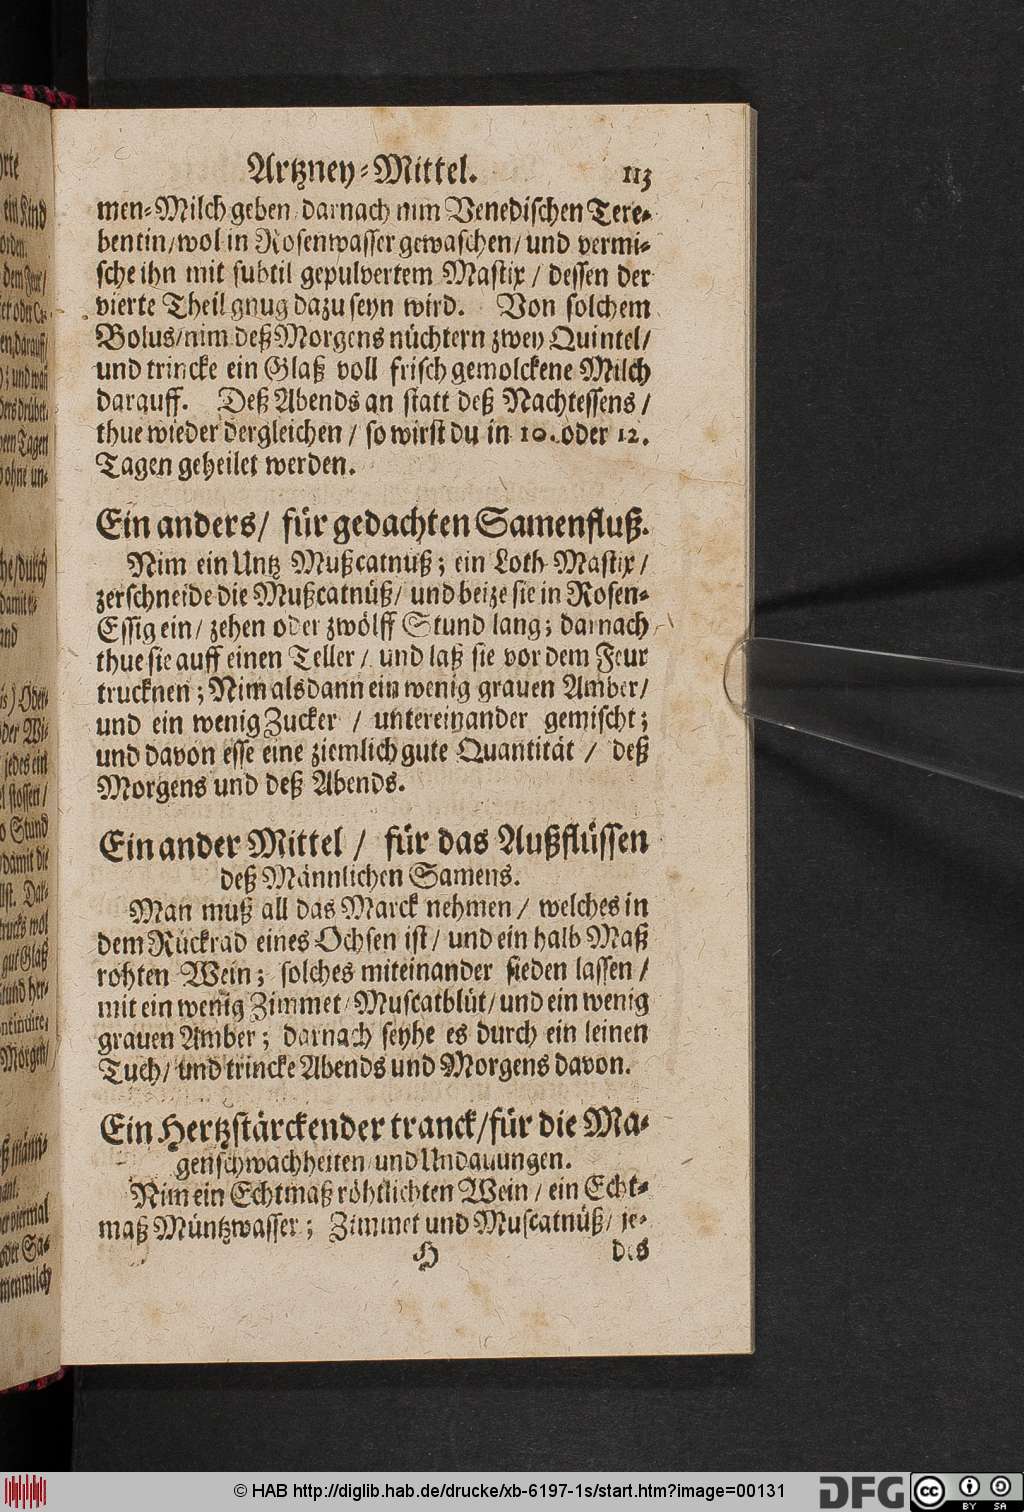 Artzney-Mittel. 113
men-Milch geben / darnach nim Venedischen Tere-
bentin / wol in Rosenwasser gewaschen / und vermi-
sche ihn mit subtil gepulvertem Mastix / dessen der
vierte Theil gnug dazu seyn wird. Von solchem
Bolus / nim deß Morgens nüchtern zwey Quintel /
und trincke ein Glaß voll frisch gemolckene Milch
darauff. Deß Abends an statt deß Nachtessens /
thue wieder dergleichen / so wirst du in 10. oder 12.
Tagen geheilet werden.
Ein anders / für gedachten Samenfluß.
Nim ein Untz Mußcatnuß; ein Loth Mastix /
zerschneide die Mußcatnüß / und beize sie in Rosen-
Essig ein / zehen oder zwölff Stund lang; darnach
thue sie auff einen Teller / und laß sie vor dem Feur
trucknen; Nim alsdann ein wenig grauen Amber /
und ein wenig Zucker / untereinander gemischt;
und davon esse eine ziemlich gute Quantität / deß
Morgens und deß Abends.
Ein ander Mittel / für das Außflüssen
deß Männlichen Samens.
Man muß all das Marck nehmen / welches in
dem Rückrad eines Ochsen ist / und ein halb Maß
rohten Wein; solches miteinander sieden lassen /
mit ein wenig Zimmet / Muscatblüt / und ein wenig
grauen Amber; darnach seyhe es durch ein leinen
Tuch / und trincke Abends und Morgens davon.
Ein Hertzstärckender tranck / für die Ma-
genschwachheiten und Undauungen.
Nim ein Echtmaß röhtlichten Wein / ein Echt-
maß Müntzwasser; Zimmet und Muscatnüß / je-
H des
© HAB http://diglib.hab.de/drucke/xb-6197-1s/start.htm?image=00131 DFG cc BY SA